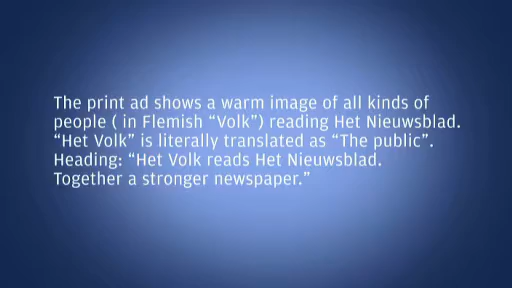 The print ad shows a warm image of all kinds of
people ( in Flemish “Volk”) reading Het Nieuwsblad.
“Het Volk” is literally translated as “The public”.
Heading: “Het Volk reads Het Nieuwsblad.
Together a stronger newspaper.”